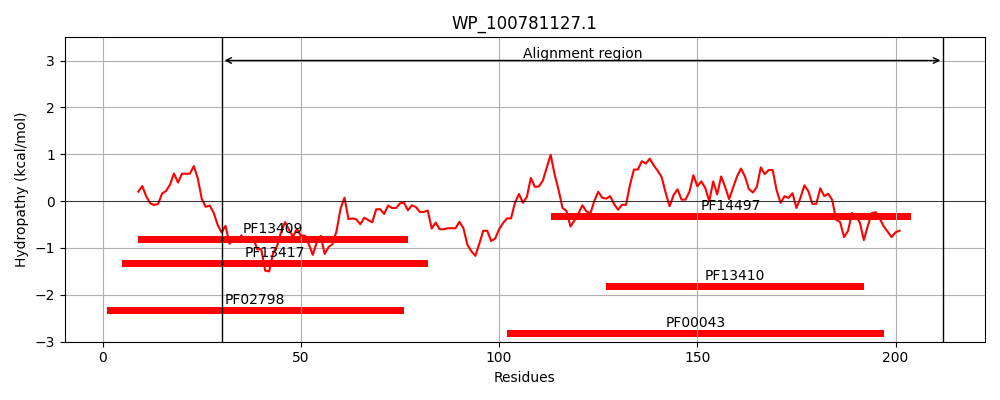 WP_100781127.1
Alignment region
Hydropathy (kcal/mol)
3
2
1
0
−1
−2
−3
PF14497
PF13409
PF13417
PF13410
PF02798
PF00043
0
50
100
150
200
Residues